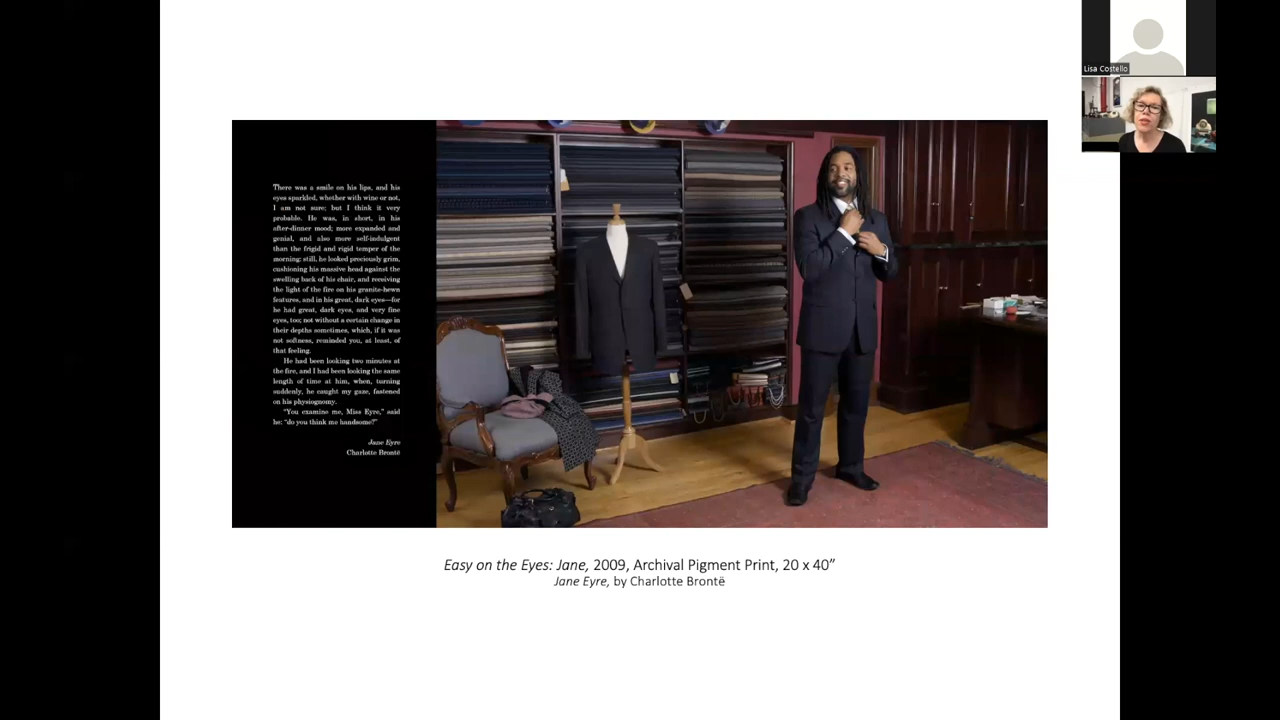 Lisa Costello
There was a smile on his lips, and his
eyes sparkled, whether with wine or not,
I am not sure; but I think it very
probable. He was, in short, in his
after-dinner mood; more expanded and
genial, and also more self-indulgent
than the frigid and rigid temper of the
morning: still, he looked preciously grim,
cushioning his massive head against the
swelling back of his chair, and receiving
the light of the fire on his granite-hewn
features, and in his great, dark eyes—for
he had great, dark eyes, and very fine
eyes, too; not without a certain change in
their depths sometimes, which, if it was
not softness, reminded you, at least, of
that feeling.
He had been looking two minutes at
the fire, and I had been looking the same
length of time at him, when, turning
suddenly, he caught my gaze, fastened
on his physiognomy.
"You examine me, Miss Eyre," said
he: "do you think me handsome?"
Jane Eyre
Charlotte Brontë
Easy on the Eyes: Jane, 2009, Archival Pigment Print, 20 x 40”
Jane Eyre, by Charlotte Brontë